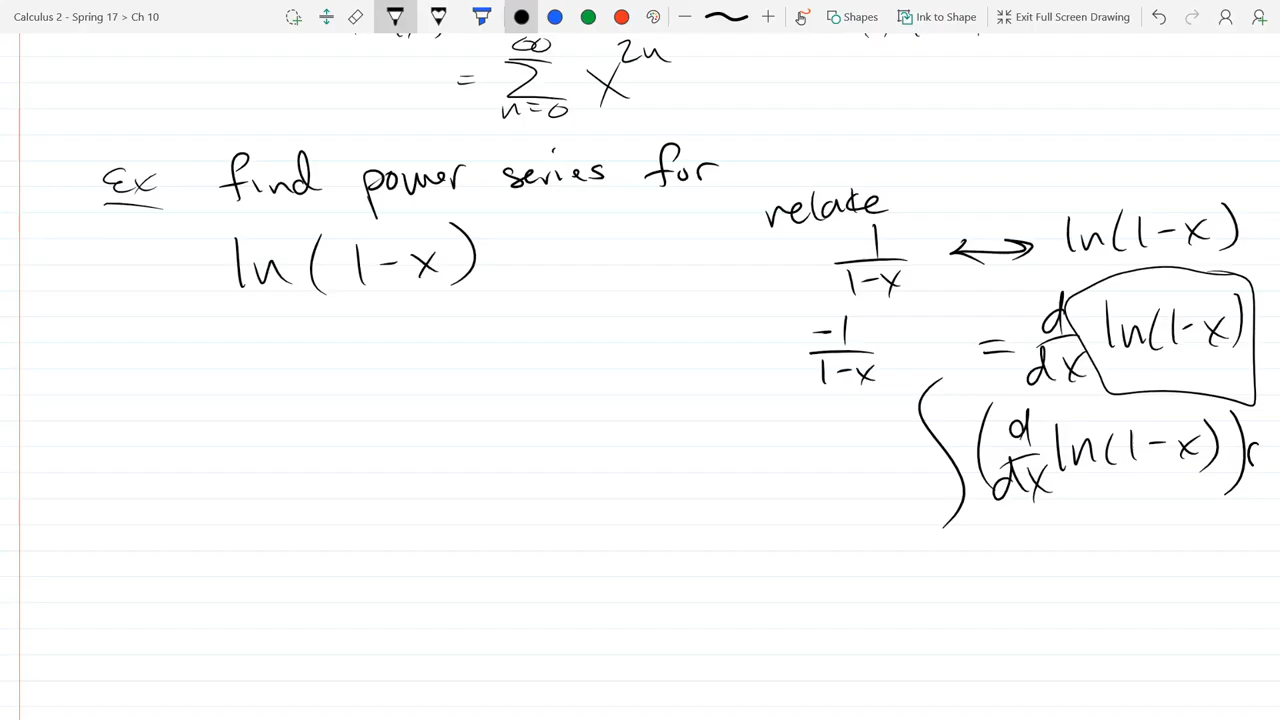 Calculus 2 - Spring 17 > Ch 10
Shapes
Ink to Shape
Exit Full Screen Drawing
∞
= Σ x^2n
n=0
Ex find power series for
ln(1-x)
relate
1/(1-x) ↔ ln(1-x)
-1/(1-x) = d/dx ln(1-x)
∫ (d/dx ln(1-x))